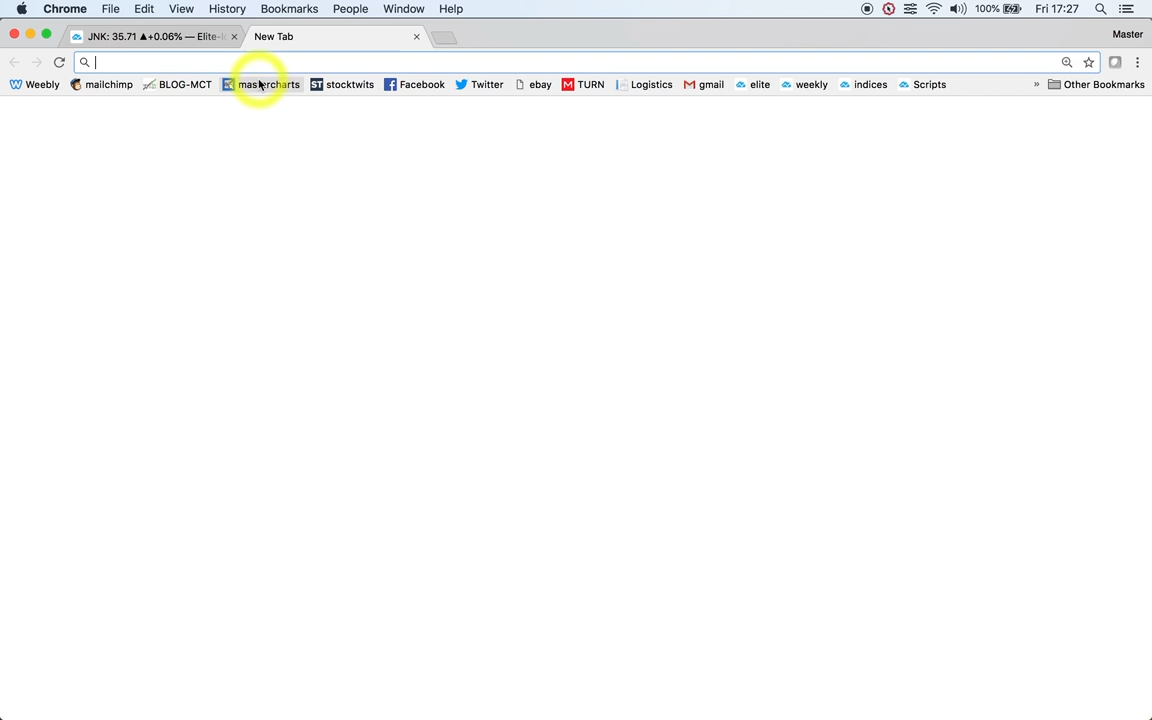 Chrome File Edit View History Bookmarks People Window Help 100% Fri 17:27
JNK: 35.71 ▲+0.06% — Elite- New Tab Master
Weebly mailchimp BLOG-MCT mastercharts ST stocktwits Facebook Twitter ebay M TURN Logistics gmail elite weekly indices Scripts » Other Bookmarks